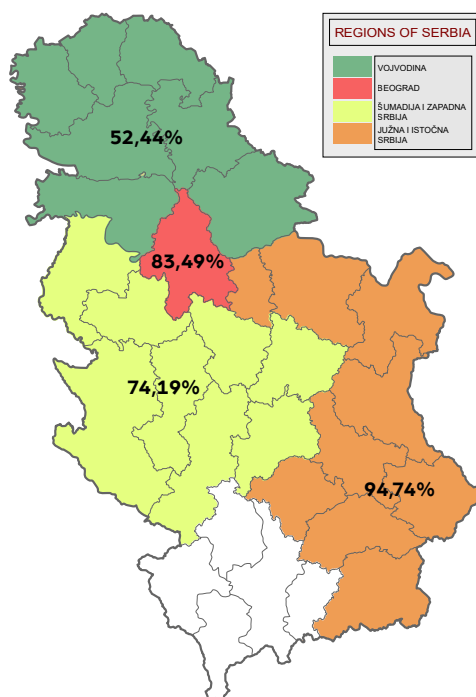 REGIONS OF SERBIA
VOJVODINA
BEOGRAD
ŠUMADIJA I ZAPADNA
SRBIJA
JUŽNA I ISTOČNA
SRBIJA
52,44%
83,49%
74,19%
94,74%